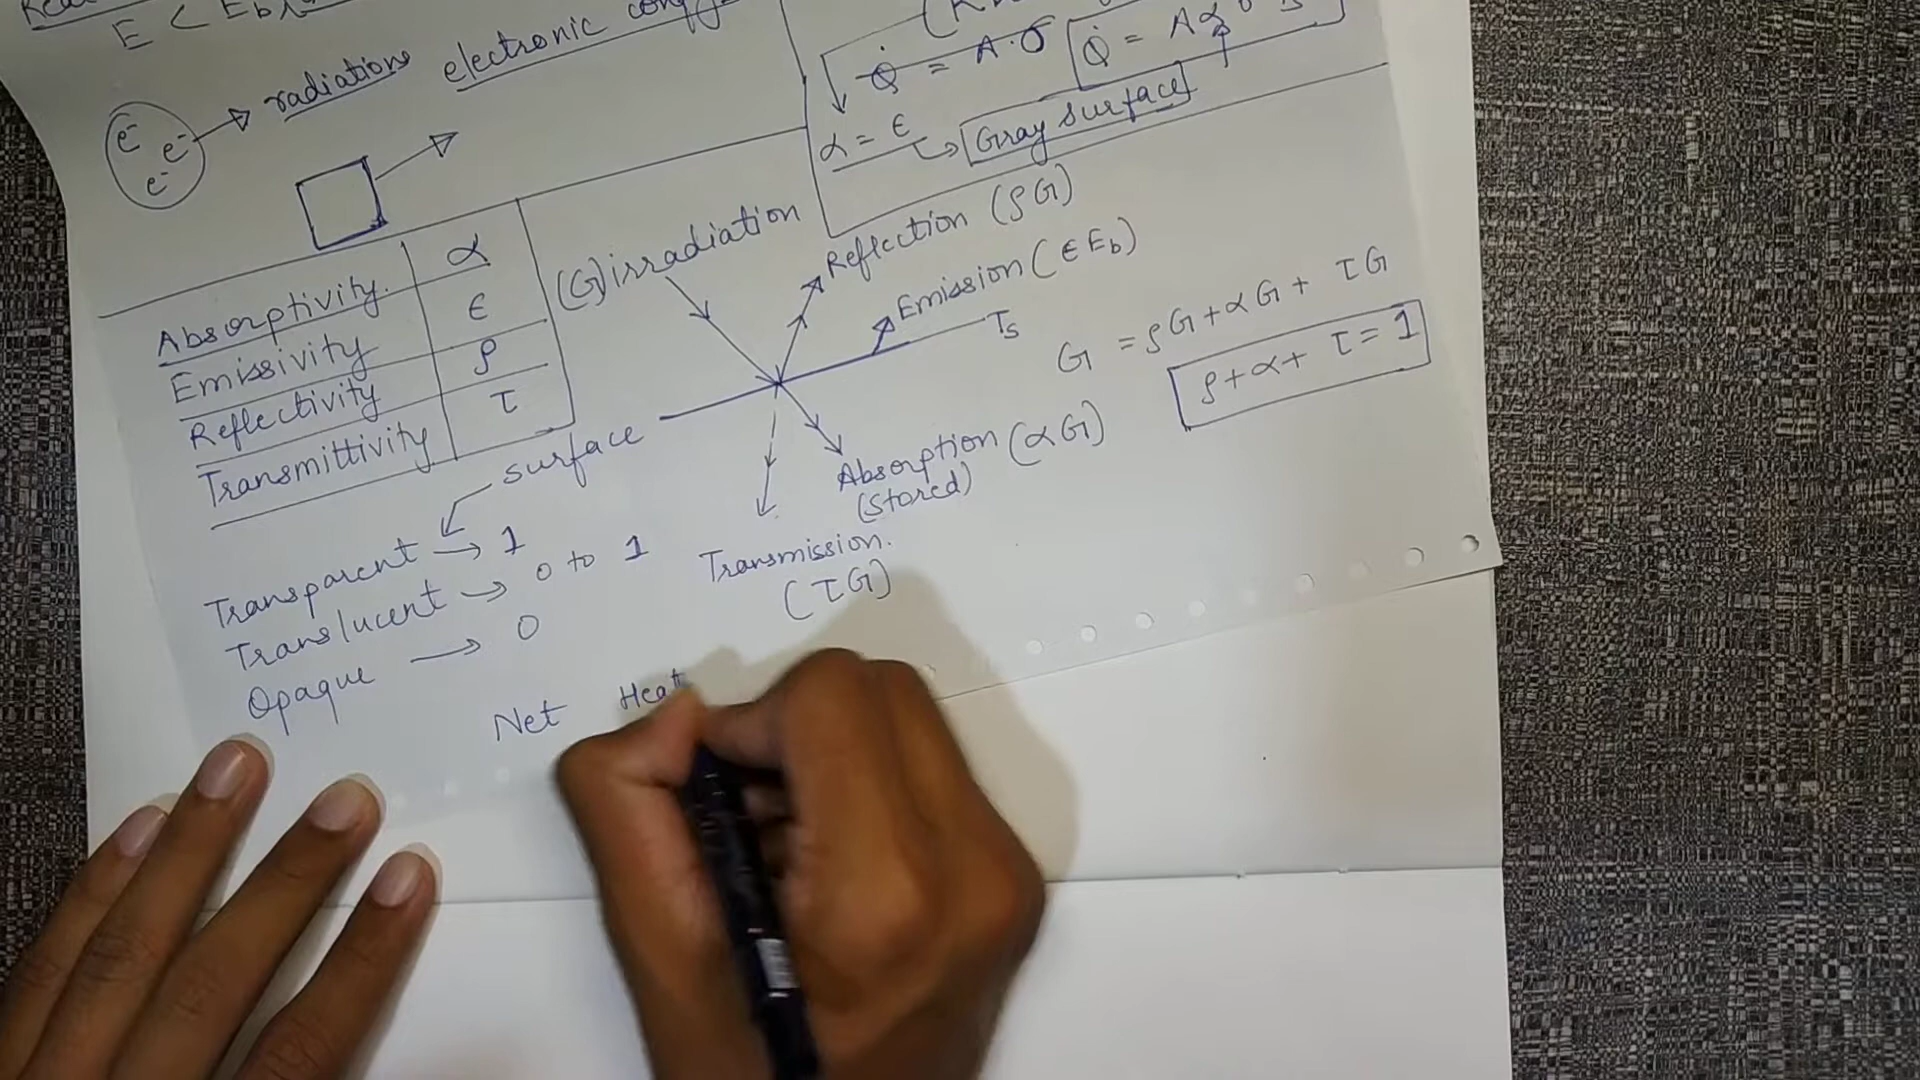 E < Eb,
radiations
electronic
e⁻
e⁻
e⁻
Q̇ = A·σ
Q̇ = Aα
α = ϵ
Gray surface
Absorptivity. α
Emissivity ϵ
Reflectivity ρ
Transmittivity τ
(G) irradiation
Reflection (ρG)
Emission (ϵ Eb)
Ts
G = ρG + αG + τG
ρ + α + τ = 1
surface
Absorption (αG)
(stored)
Transmission.
(τG)
Transparent → 1
Translucent → 0 to 1
Opaque → 0
Net Heat